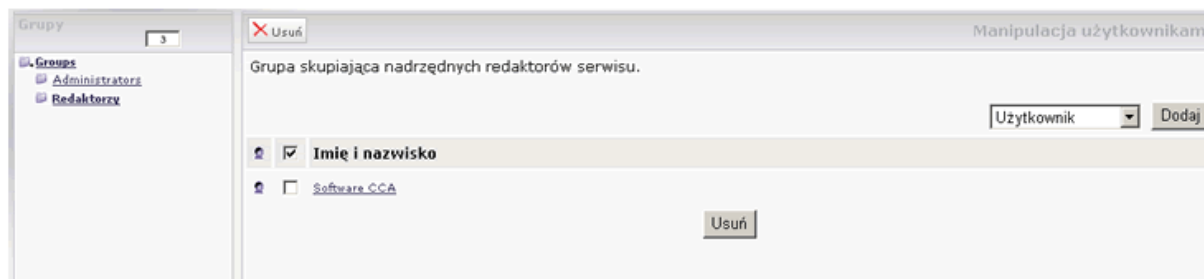 Grupy
3
Groups
Administrators
Redaktorzy
Usuń
Manipulacja użytkownikam
Grupa skupiająca nadrzędnych redaktorów serwisu.
Użytkownik
Dodaj
Imię i nazwisko
Software CCA
Usuń